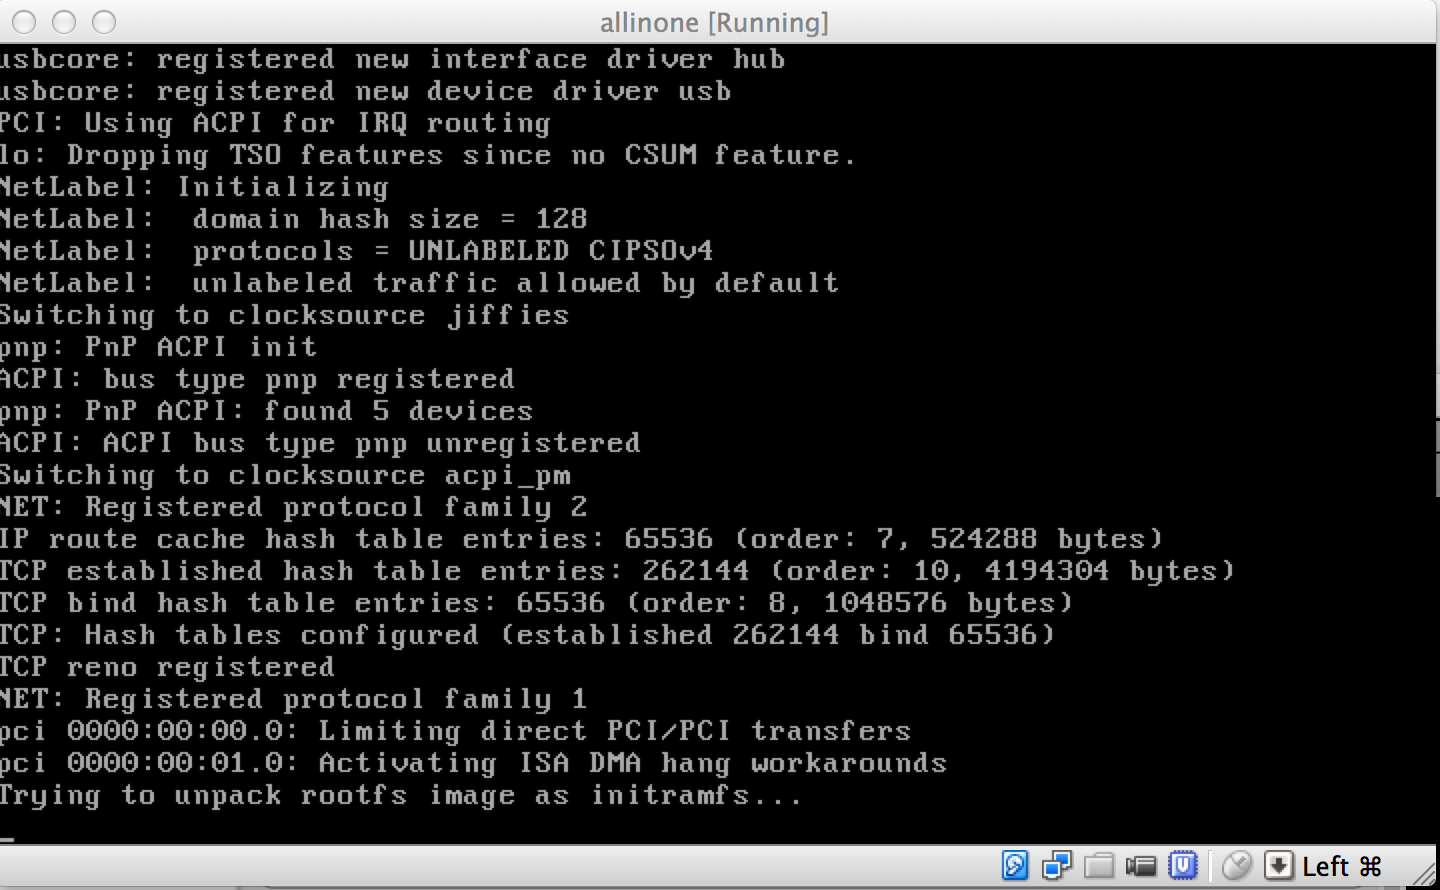 allinone [Running]
usbcore: registered new interface driver hub
usbcore: registered new device driver usb
PCI: Using ACPI for IRQ routing
lo: Dropping TSO features since no CSUM feature.
NetLabel: Initializing
NetLabel:  domain hash size = 128
NetLabel:  protocols = UNLABELED CIPSOv4
NetLabel:  unlabeled traffic allowed by default
Switching to clocksource jiffies
pnp: PnP ACPI init
ACPI: bus type pnp registered
pnp: PnP ACPI: found 5 devices
ACPI: ACPI bus type pnp unregistered
Switching to clocksource acpi_pm
NET: Registered protocol family 2
IP route cache hash table entries: 65536 (order: 7, 524288 bytes)
TCP established hash table entries: 262144 (order: 10, 4194304 bytes)
TCP bind hash table entries: 65536 (order: 8, 1048576 bytes)
TCP: Hash tables configured (established 262144 bind 65536)
TCP reno registered
NET: Registered protocol family 1
pci 0000:00:00.0: Limiting direct PCI/PCI transfers
pci 0000:00:01.0: Activating ISA DMA hang workarounds
Trying to unpack rootfs image as initramfs...
Left ⌘